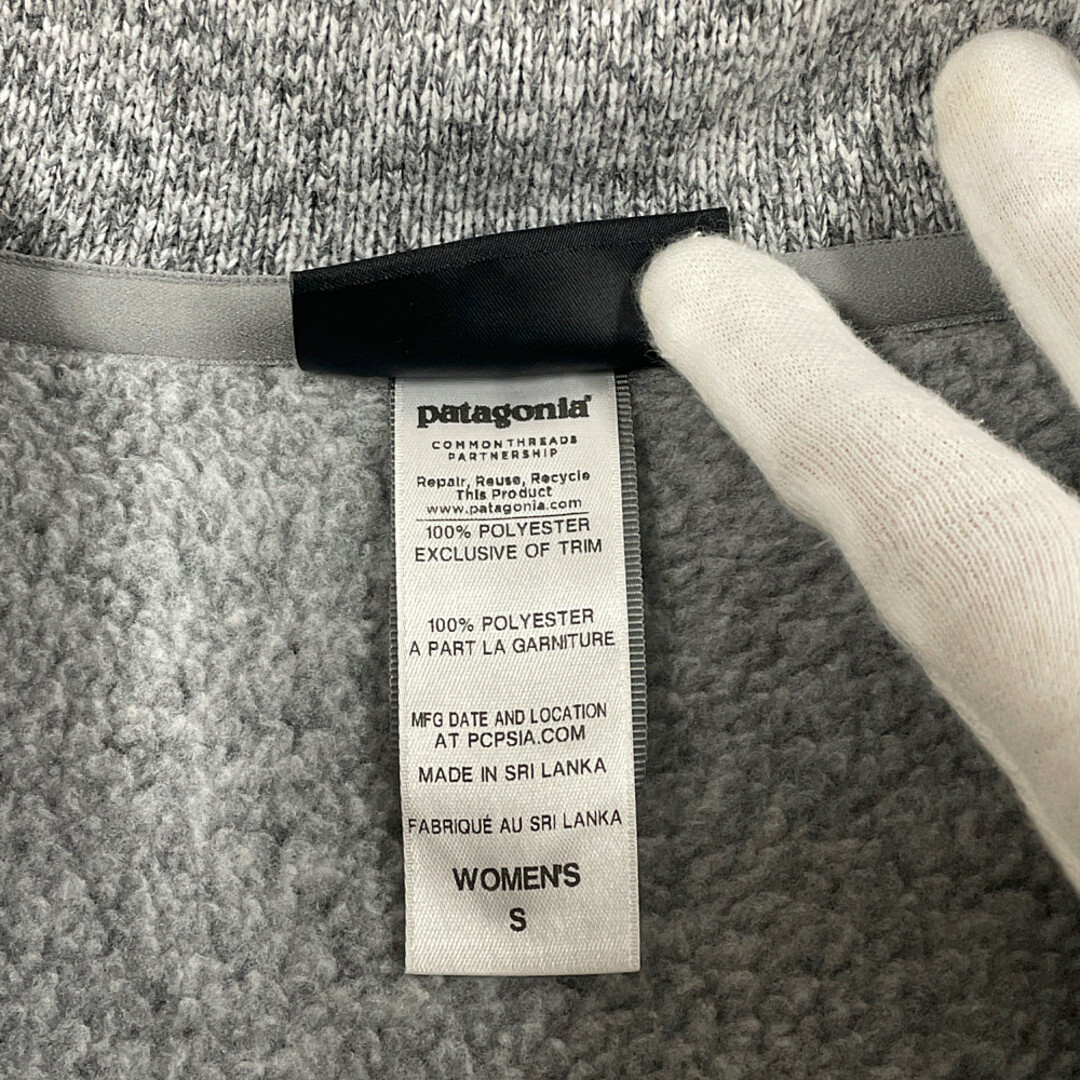 patagonia®
COMMON THREADS
PARTNERSHIP
Repair, Reuse, Recycle
This Product
www.patagonia.com
100% POLYESTER
EXCLUSIVE OF TRIM
100% POLYESTER
A PART LA GARNITURE
MFG DATE AND LOCATION
AT PCPSIA.COM
MADE IN SRI LANKA
FABRIQUÉ AU SRI LANKA
WOMEN'S
S